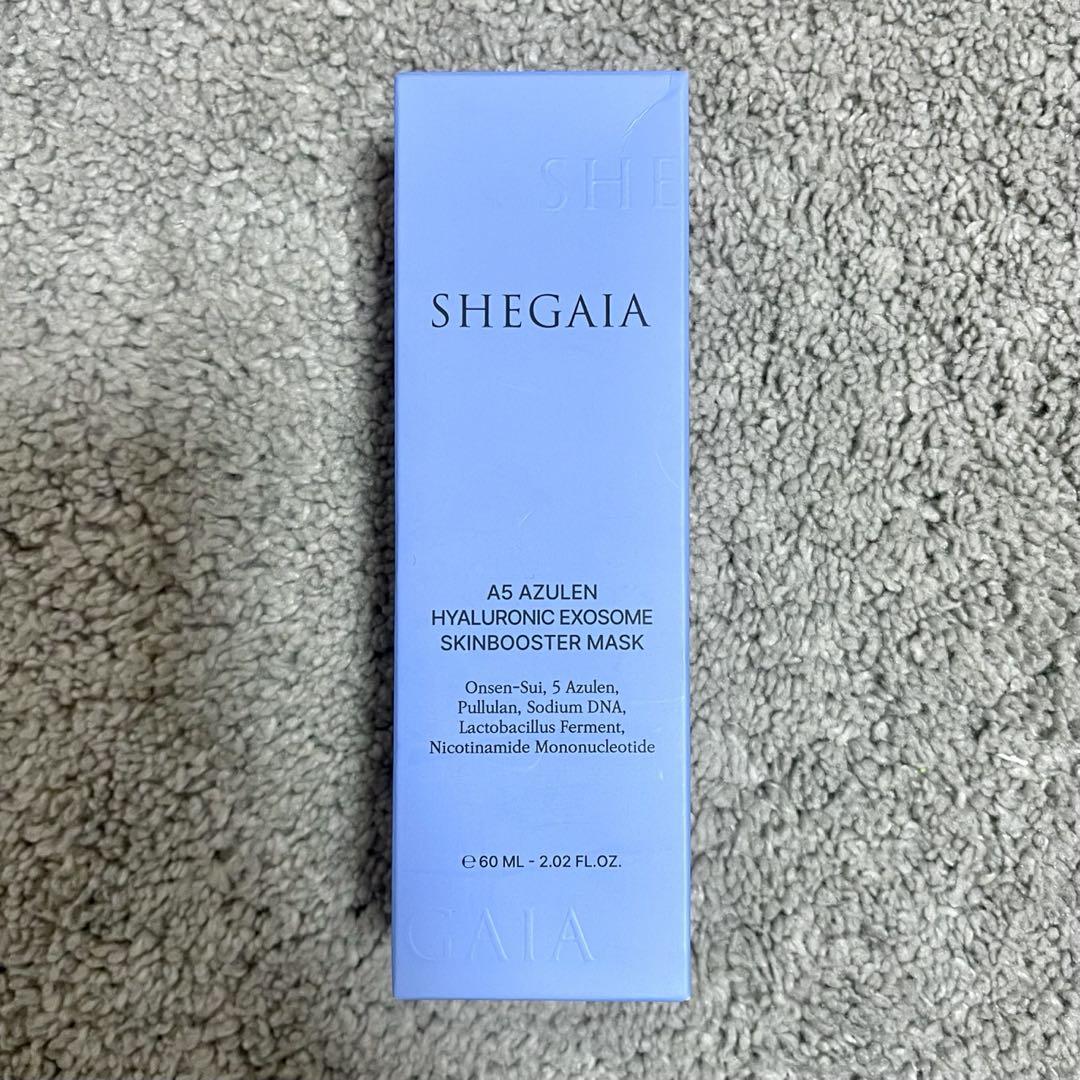 SHE
SHEGAIA
A5 AZULEN
HYALURONIC EXOSOME
SKINBOOSTER MASK
Onsen-Sui, 5 Azulen,
Pullulan, Sodium DNA,
Lactobacillus Ferment,
Nicotinamide Mononucleotide
℮ 60 ML - 2.02 FL.OZ.
GAIA